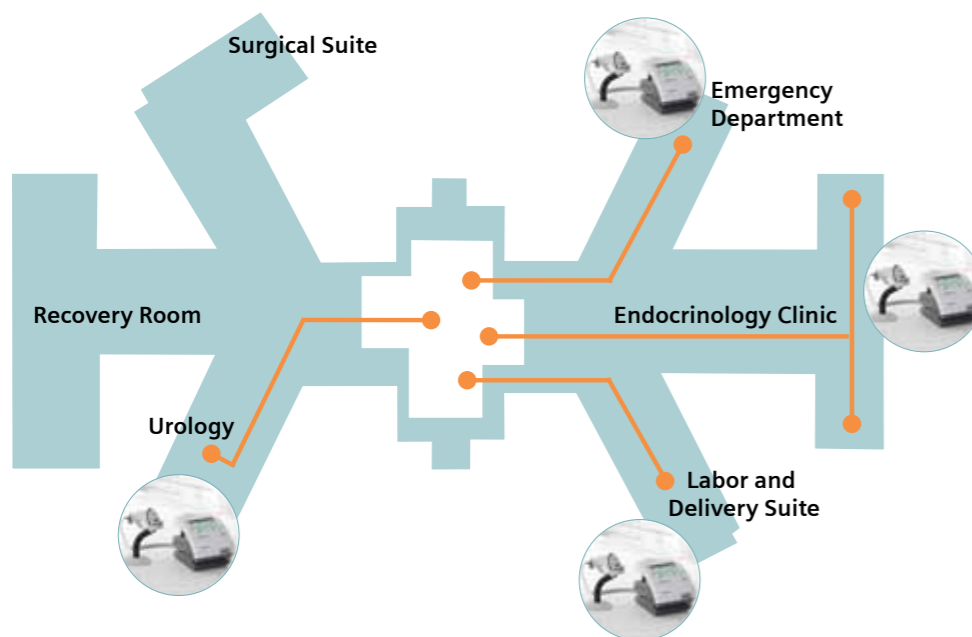 Surgical Suite
Emergency
Department
Recovery Room
Endocrinology Clinic
Urology
Labor and
Delivery Suite